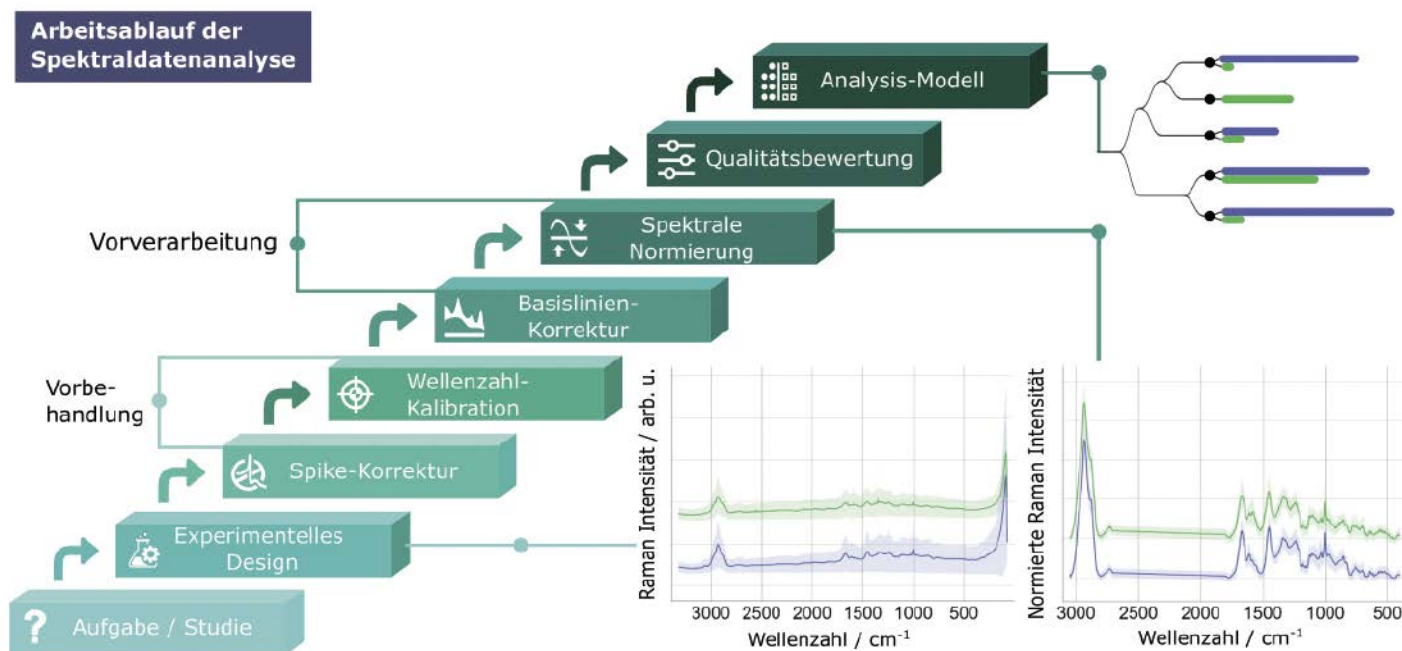 Arbeitsablauf der
Spektraldatenanalyse
Analysis-Modell
Qualitätsbewertung
Vorverarbeitung
Spektrale
Normierung
Basislinien-
Korrektur
Vorbe-
handlung
Wellenzahl-
Kalibration
Spike-Korrektur
Experimentelles
Design
? Aufgabe / Studie
Raman Intensität / arb. u.
3000 2500 2000 1500 1000 500
Wellenzahl / cm⁻¹
Normierte Raman Intensität
3000 2500 2000 1500 1000 500
Wellenzahl / cm⁻¹